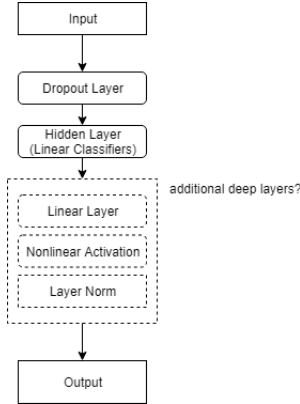 Input
Dropout Layer
Hidden Layer
(Linear Classifiers)
additional deep layers?
Linear Layer
Nonlinear Activation
Layer Norm
Output